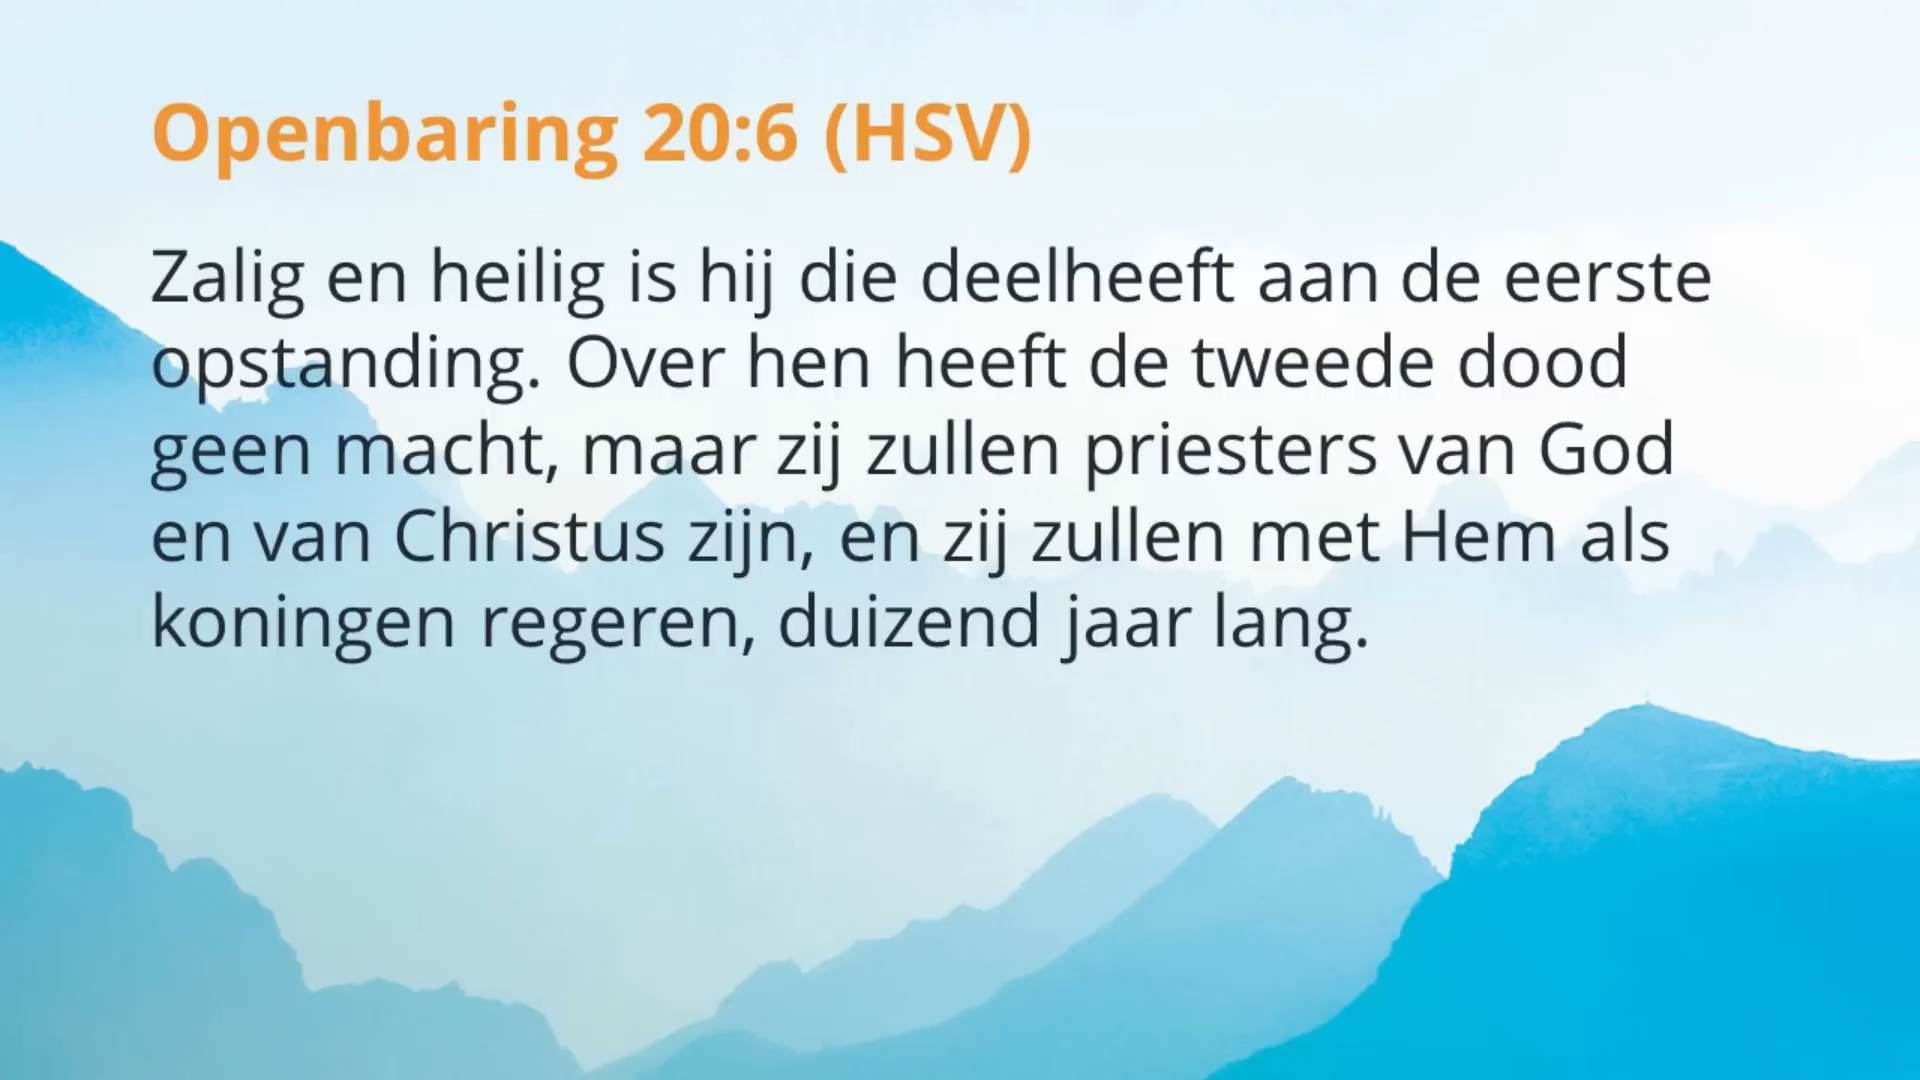 Openbaring 20:6 (HSV)
Zalig en heilig is hij die deelheeft aan de eerste
opstanding. Over hen heeft de tweede dood
geen macht, maar zij zullen priesters van God
en van Christus zijn, en zij zullen met Hem als
koningen regeren, duizend jaar lang.